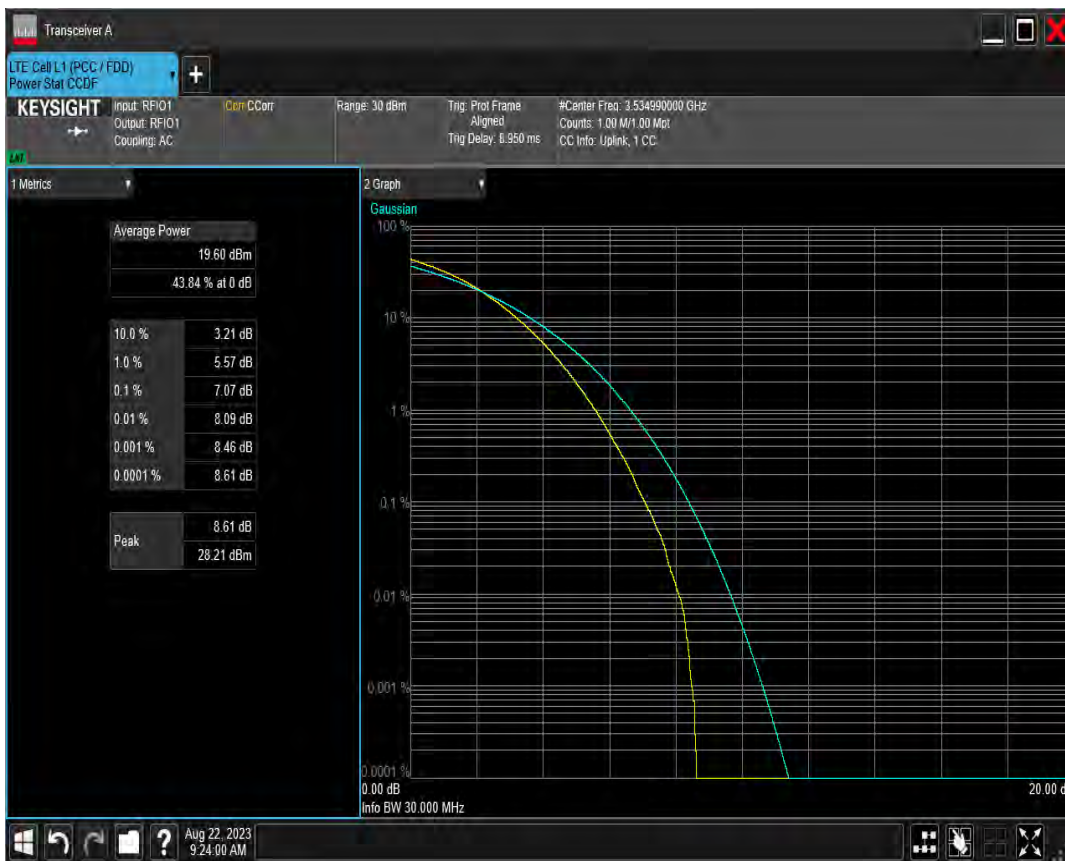 Transceiver A
LTE Cell L1 (PCC / FDD)
Power Stat CCDF
KEYSIGHT
Input: RFIO1
Output: RFIO1
Coupling: AC
Corr CCorr
Range: 30 dBm
Trig: Prot Frame
Aligned
Trig Delay: 8.950 ms
#Center Freq: 3.534990000 GHz
Counts: 1.00 M/1.00 Mpt
CC Info: Uplink, 1 CC
1 Metrics
Average Power
19.60 dBm
43.84 % at 0 dB
10.0 % 3.21 dB
1.0 % 5.57 dB
0.1 % 7.07 dB
0.01 % 8.09 dB
0.001 % 8.46 dB
0.0001 % 8.61 dB
Peak
8.61 dB
28.21 dBm
2 Graph
Gaussian
100 %
10 %
1 %
0.1 %
0.01 %
0.001 %
0.0001 %
0.00 dB
20.00 d
Info BW 30.000 MHz
?
Aug 22, 2023
9:24:00 AM